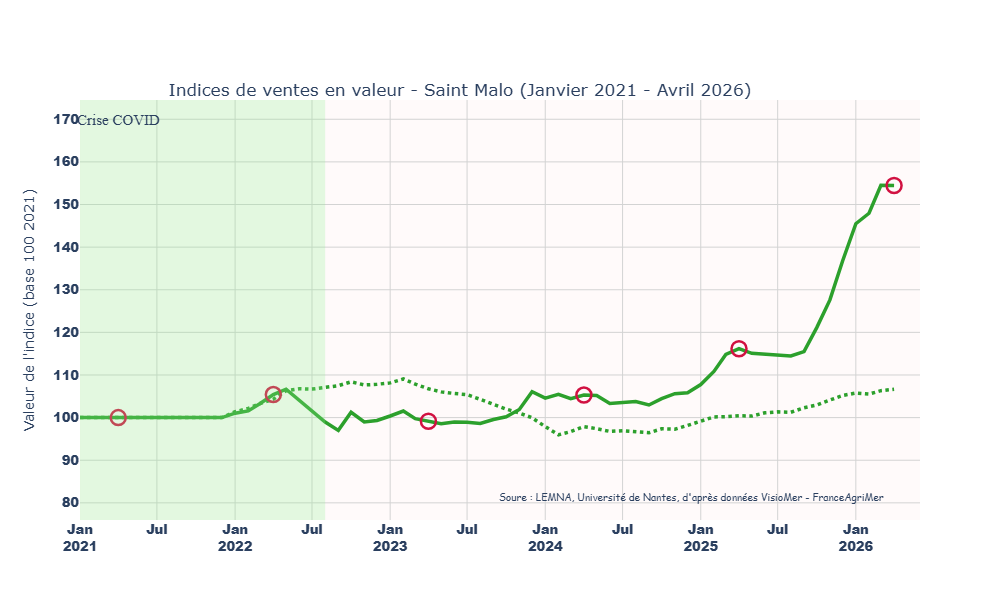 Indices de ventes en valeur - Saint Malo (Janvier 2021 - Avril 2026)
Valeur de l'indice (base 100 2021)
170
Crise COVID
160
150
140
130
120
110
100
90
80
Soure : LEMNA, Université de Nantes, d'après données VisioMer - FranceAgriMer
Jan Jul Jan Jul Jan Jul Jan Jul Jan Jul Jan
2021 2022 2023 2024 2025 2026